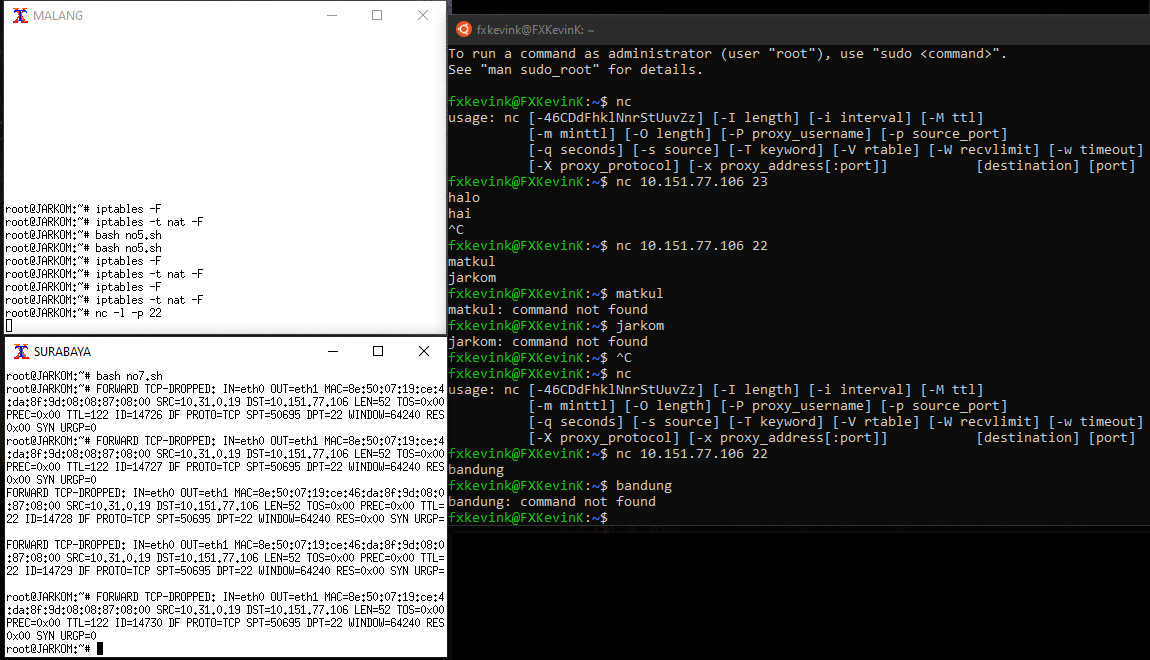 MALANG
root@JARKOM:~# iptables -F
root@JARKOM:~# iptables -t nat -F
root@JARKOM:~# bash no5.sh
root@JARKOM:~# bash no5.sh
root@JARKOM:~# iptables -F
root@JARKOM:~# iptables -t nat -F
root@JARKOM:~# iptables -F
root@JARKOM:~# iptables -t nat -F
root@JARKOM:~# nc -l -p 22
SURABAYA
root@JARKOM:~# bash no7.sh
root@JARKOM:~# FORWARD TCP-DROPPED: IN=eth0 OUT=eth1 MAC=8e:50:07:19:ce:4
:da:8f:9d:08:08:87:08:00 SRC=10.31.0.19 DST=10.151.77.106 LEN=52 TOS=0x00
PREC=0x00 TTL=122 ID=14726 DF PROTO=TCP SPT=50695 DPT=22 WINDOW=64240 RES
0x00 SYN URGP=0
root@JARKOM:~# FORWARD TCP-DROPPED: IN=eth0 OUT=eth1 MAC=8e:50:07:19:ce:4
:da:8f:9d:08:08:87:08:00 SRC=10.31.0.19 DST=10.151.77.106 LEN=52 TOS=0x00
PREC=0x00 TTL=122 ID=14727 DF PROTO=TCP SPT=50695 DPT=22 WINDOW=64240 RES
0x00 SYN URGP=0
FORWARD TCP-DROPPED: IN=eth0 OUT=eth1 MAC=8e:50:07:19:ce:46:da:8f:9d:08:0
:87:08:00 SRC=10.31.0.19 DST=10.151.77.106 LEN=52 TOS=0x00 PREC=0x00 TTL=
22 ID=14728 DF PROTO=TCP SPT=50695 DPT=22 WINDOW=64240 RES=0x00 SYN URGP=
FORWARD TCP-DROPPED: IN=eth0 OUT=eth1 MAC=8e:50:07:19:ce:46:da:8f:9d:08:0
:87:08:00 SRC=10.31.0.19 DST=10.151.77.106 LEN=52 TOS=0x00 PREC=0x00 TTL=
22 ID=14729 DF PROTO=TCP SPT=50695 DPT=22 WINDOW=64240 RES=0x00 SYN URGP=
root@JARKOM:~# FORWARD TCP-DROPPED: IN=eth0 OUT=eth1 MAC=8e:50:07:19:ce:4
:da:8f:9d:08:08:87:08:00 SRC=10.31.0.19 DST=10.151.77.106 LEN=52 TOS=0x00
PREC=0x00 TTL=122 ID=14730 DF PROTO=TCP SPT=50695 DPT=22 WINDOW=64240 RES
0x00 SYN URGP=0
root@JARKOM:~#
fxkevink@FXKevinK: ~
To run a command as administrator (user "root"), use "sudo <command>".
See "man sudo_root" for details.
fxkevink@FXKevinK:~$ nc
usage: nc [-46CDdFhklNnrStUuvZz] [-I length] [-i interval] [-M ttl]
[-m minttl] [-O length] [-P proxy_username] [-p source_port]
[-q seconds] [-s source] [-T keyword] [-V rtable] [-W recvlimit] [-w timeout]
[-X proxy_protocol] [-x proxy_address[:port]] [destination] [port]
fxkevink@FXKevinK:~$ nc 10.151.77.106 23
halo
hai
^C
fxkevink@FXKevinK:~$ nc 10.151.77.106 22
matkul
jarkom
fxkevink@FXKevinK:~$ matkul
matkul: command not found
fxkevink@FXKevinK:~$ jarkom
jarkom: command not found
fxkevink@FXKevinK:~$ ^C
fxkevink@FXKevinK:~$ nc
usage: nc [-46CDdFhklNnrStUuvZz] [-I length] [-i interval] [-M ttl]
[-m minttl] [-O length] [-P proxy_username] [-p source_port]
[-q seconds] [-s source] [-T keyword] [-V rtable] [-W recvlimit] [-w timeout]
[-X proxy_protocol] [-x proxy_address[:port]] [destination] [port]
fxkevink@FXKevinK:~$ nc 10.151.77.106 22
bandung
fxkevink@FXKevinK:~$ bandung
bandung: command not found
fxkevink@FXKevinK:~$